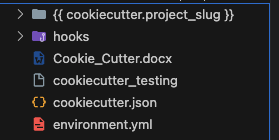 {{ cookiecutter.project_slug }}
hooks
Cookie_Cutter.docx
cookiecutter_testing
cookiecutter.json
environment.yml